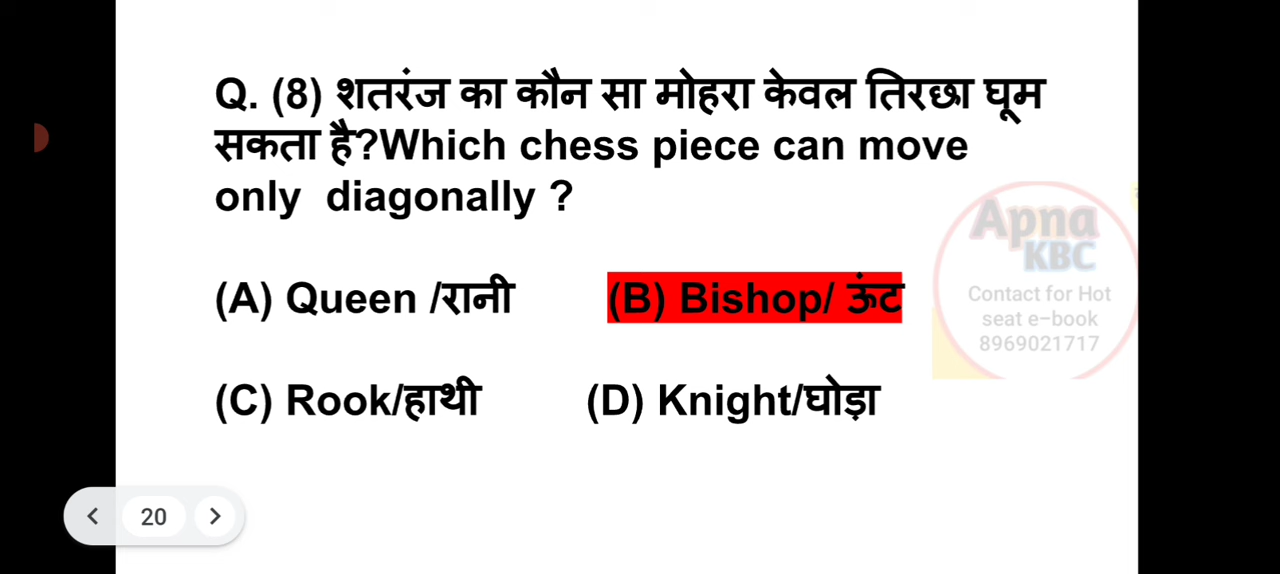 Q. (8) शतरंज का कौन सा मोहरा केवल तिरछा घूम
सकता है?Which chess piece can move
only diagonally ?
(A) Queen /रानी (B) Bishop/ ऊंट
(C) Rook/हाथी (D) Knight/घोड़ा
Apna
KBC
Contact for Hot
seat e-book
8969021717
20